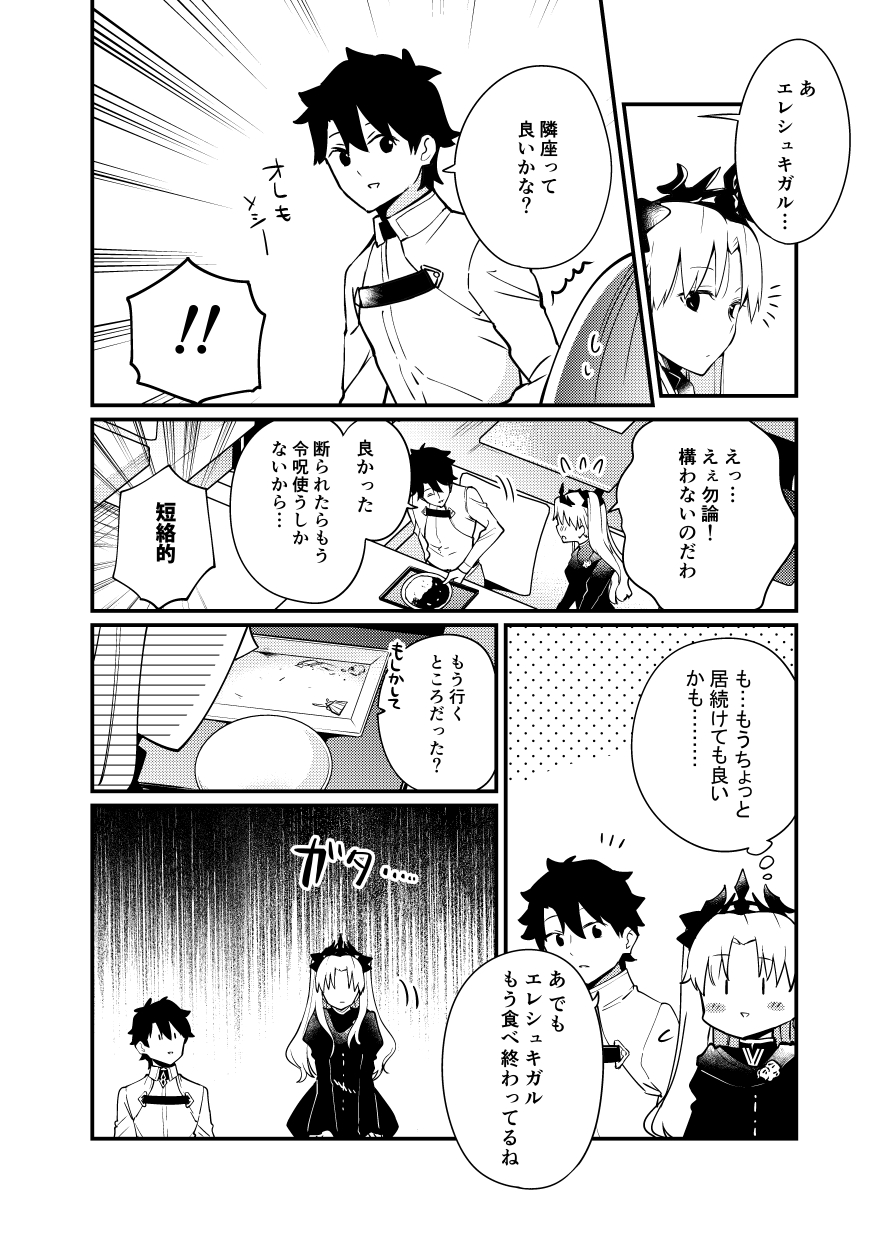 あ
エレシュキガル…
隣座って
良いかな？
オレも
メシー
！！
えっ…
えぇ勿論！
構わないのだわ
良かった
断られたらもう
令呪使うしか
ないから…
短絡的
も…もうちょっと
居続けても良い
かも………
あでも
エレシュキガル
もう食べ終わってるね
もしかして
もう行く
ところだった？
ガタ……